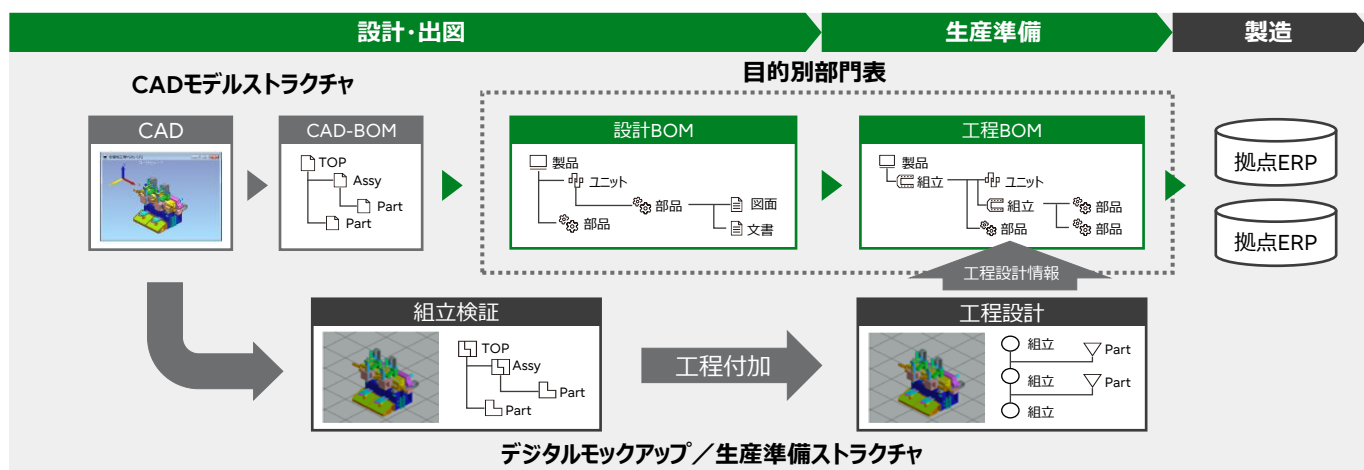 設計・出図
生産準備
製造
CADモデルストラクチャ
目的別部門表
CAD
CAD-BOM
TOP
Assy
Part
Part
設計BOM
製品
ユニット
部品
図面
文書
部品
工程BOM
製品
組立
ユニット
組立
部品
部品
部品
拠点ERP
拠点ERP
工程設計情報
組立検証
TOP
Assy
Part
Part
工程付加
工程設計
組立
Part
組立
Part
組立
デジタルモックアップ／生産準備ストラクチャ